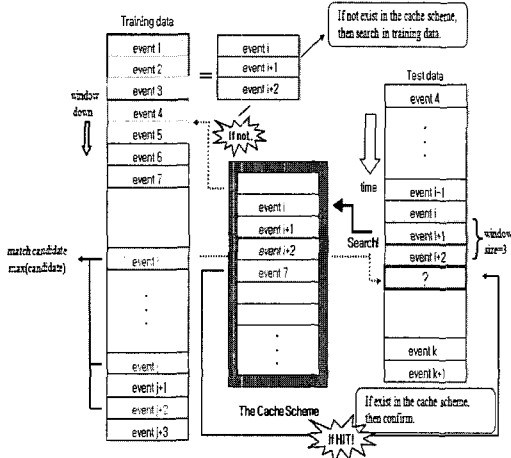 Training data
event 1
event 2
event 3
event 4
event 5
event 6
event 7
event
event
event j+1
event j+2
event j+3
window
down
match candidate
max(candidate)
=
event i
event i+1
event i+2
If not exist in the cache scheme,
then search in training data.
If not.
event i
event i+1
event i+2
event 7
The Cache Scheme
Search!
If HIT!
Test data
event 4
time
event i-1
event i
event i+1
event i+2
?
event k
event k+1
window
size=3
If exist in the cache scheme,
then confirm.